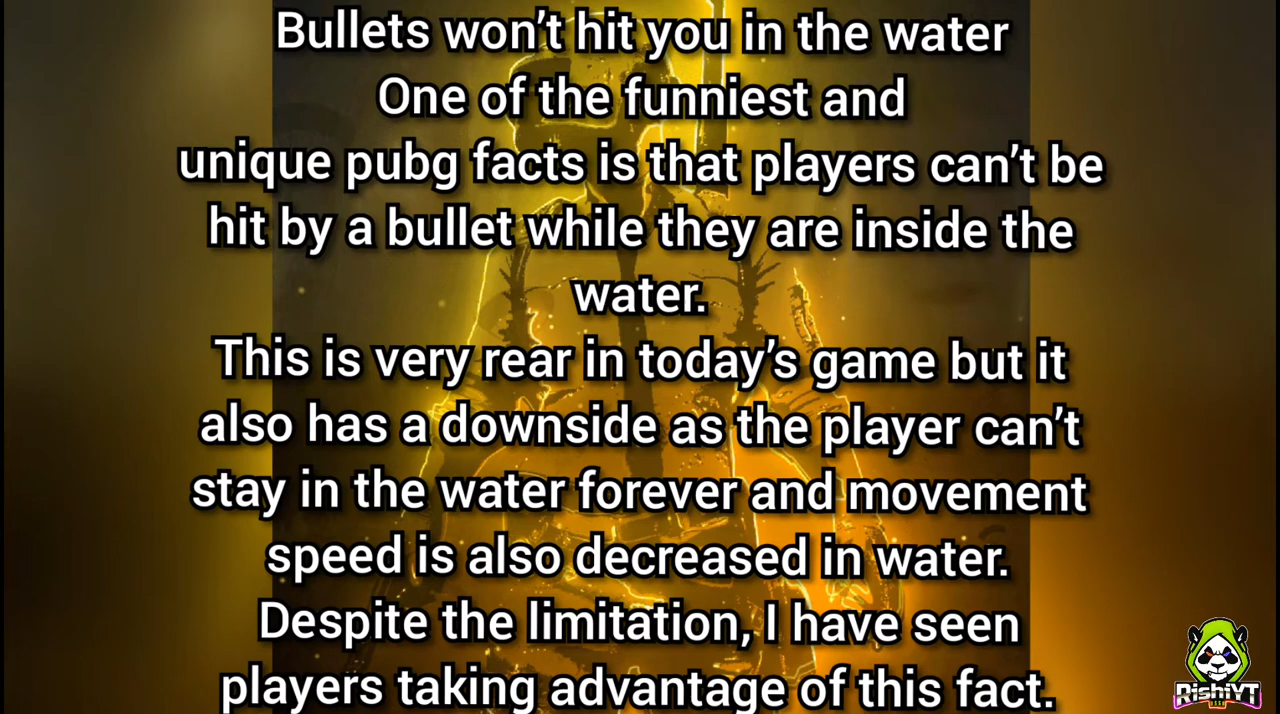 Bullets won’t hit you in the water
One of the funniest and
unique pubg facts is that players can’t be
hit by a bullet while they are inside the
water.
This is very rear in today’s game but it
also has a downside as the player can’t
stay in the water forever and movement
speed is also decreased in water.
Despite the limitation, I have seen
players taking advantage of this fact.
RishiYT